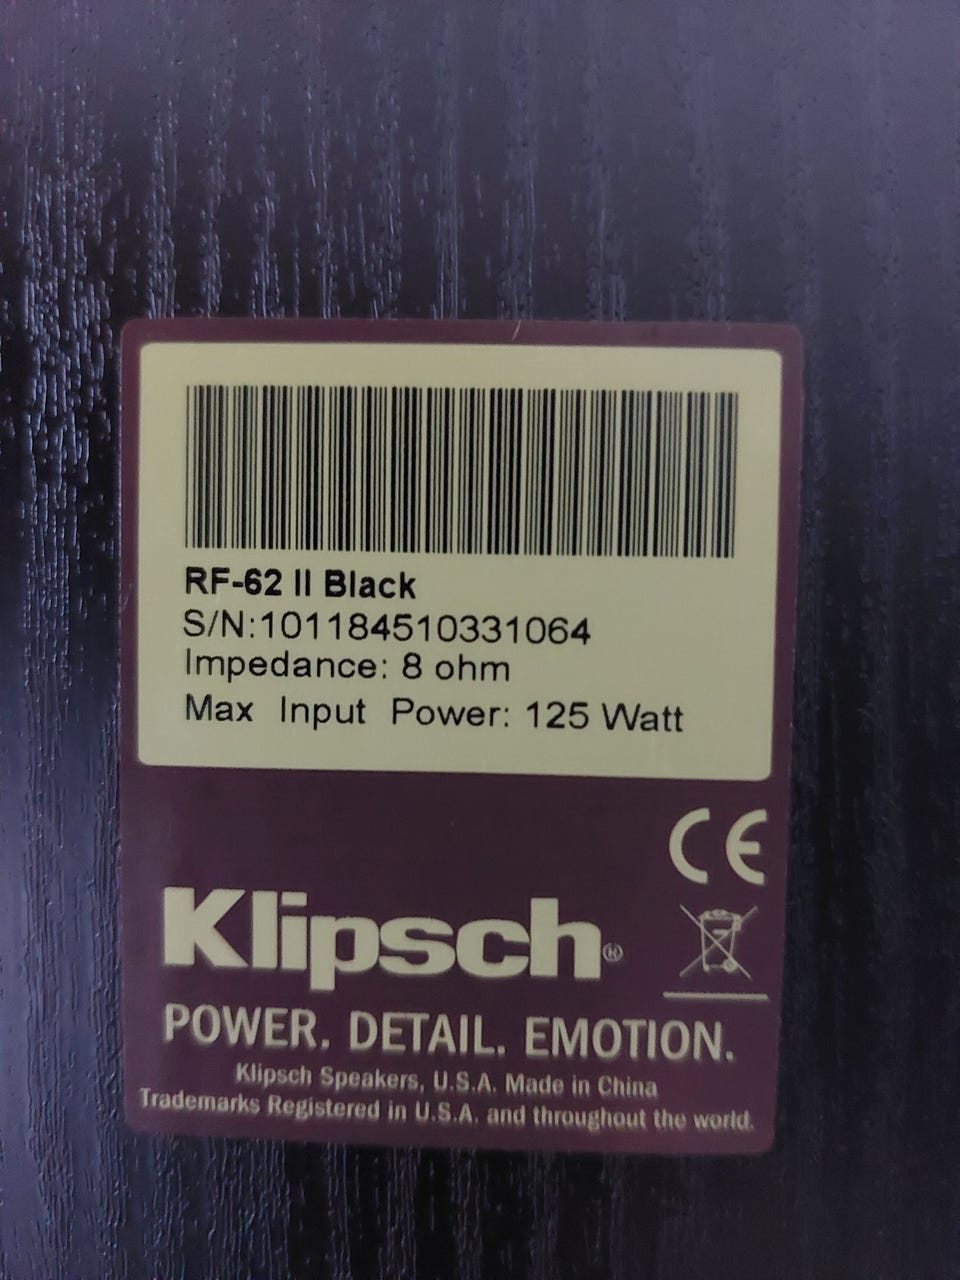 RF-62 II Black
S/N:101184510331064
Impedance: 8 ohm
Max Input Power: 125 Watt
CE
Klipsch®
POWER. DETAIL. EMOTION.
Klipsch Speakers, U.S.A. Made in China
Trademarks Registered in U.S.A. and throughout the world.